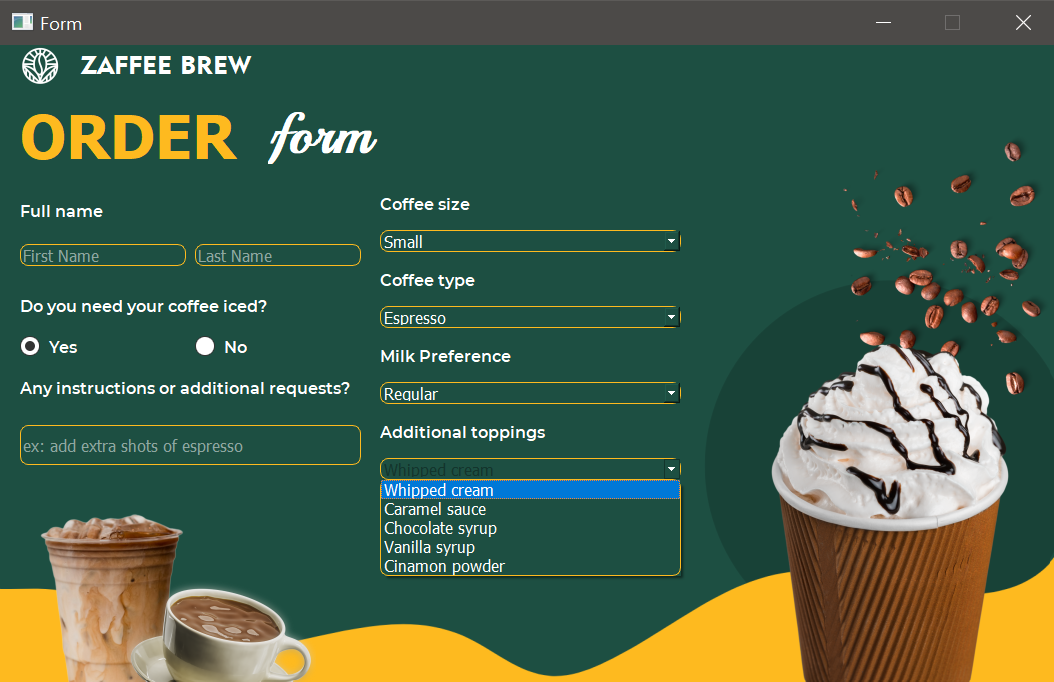 Form
ZAFFEE BREW
ORDER form
Full name
First Name
Last Name
Do you need your coffee iced?
Yes
No
Any instructions or additional requests?
ex: add extra shots of espresso
Coffee size
Small
Coffee type
Espresso
Milk Preference
Regular
Additional toppings
Whipped cream
Whipped cream
Caramel sauce
Chocolate syrup
Vanilla syrup
Cinamon powder